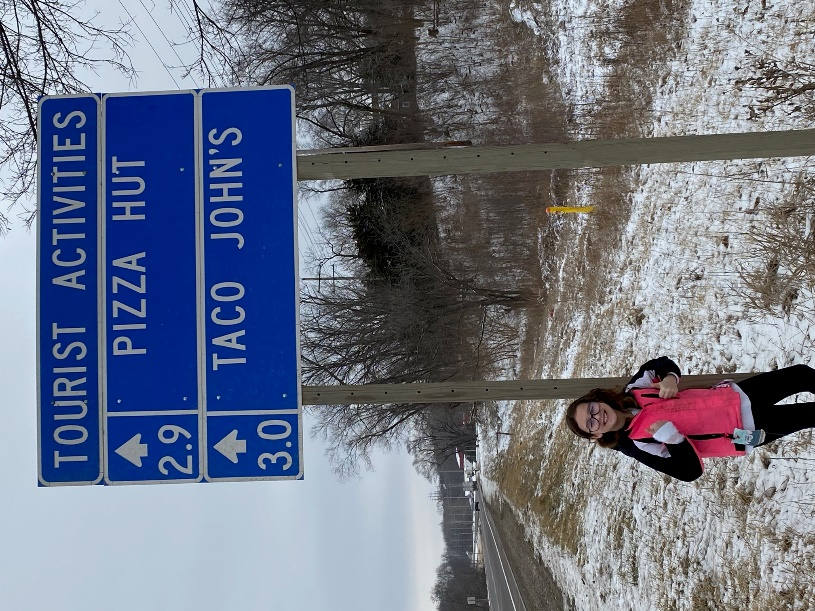 TOURIST ACTIVITIES
PIZZA HUT
2.9
TACO JOHN'S
3.0